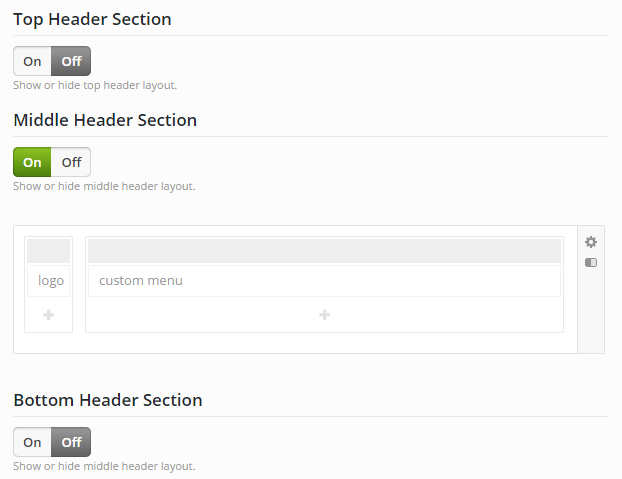 Top Header Section
On Off
Show or hide top header layout.
Middle Header Section
On Off
Show or hide middle header layout.
logo custom menu
Bottom Header Section
On Off
Show or hide middle header layout.